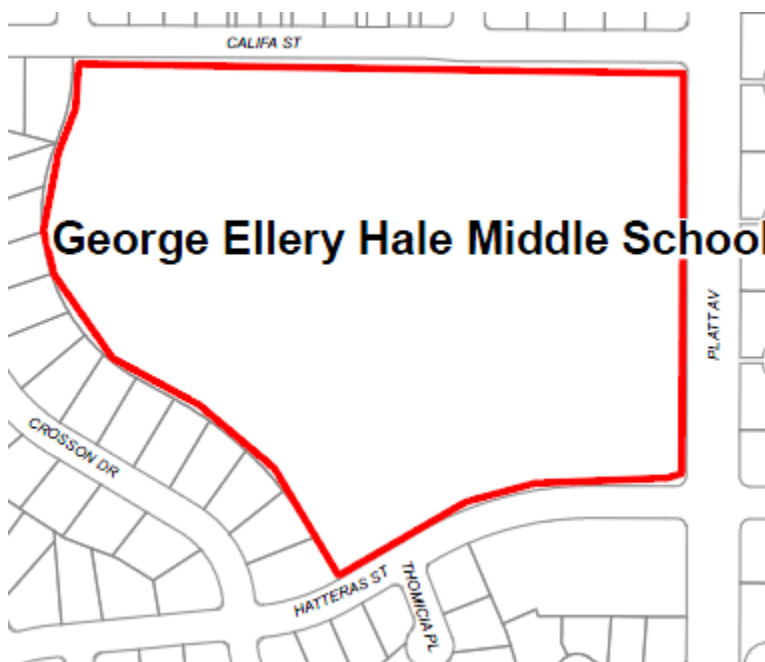 CALIFA ST
George Ellery Hale Middle School
PLATT AV
CROSSON DR
HATTERAS ST
THOMICIA PL